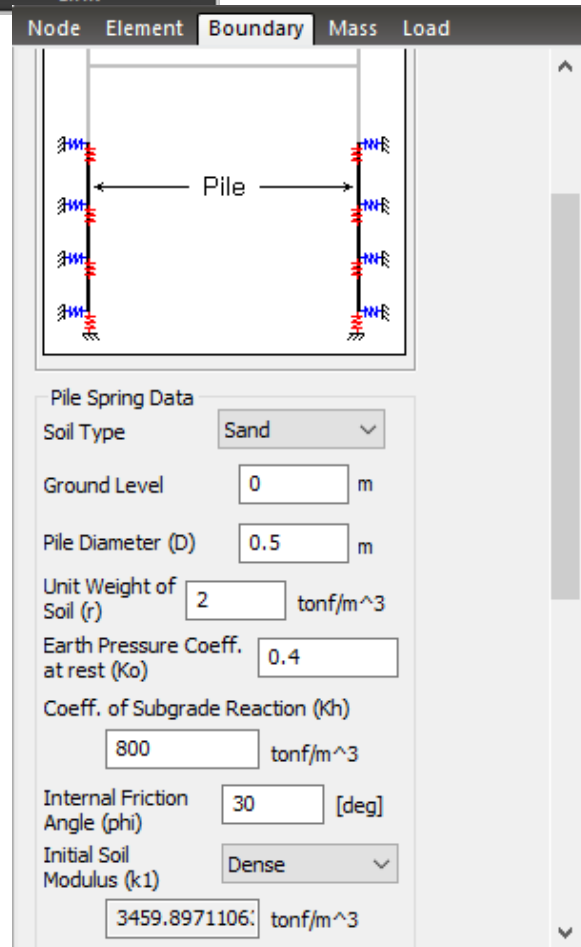 Node Element Boundary Mass Load
Pile
Pile Spring Data
Soil Type Sand
Ground Level 0 m
Pile Diameter (D) 0.5 m
Unit Weight of
Soil (r) 2 tonf/m^3
Earth Pressure Coeff.
at rest (Ko) 0.4
Coeff. of Subgrade Reaction (Kh)
800 tonf/m^3
Internal Friction
Angle (phi) 30 [deg]
Initial Soil
Modulus (k1) Dense
tonf/m^3